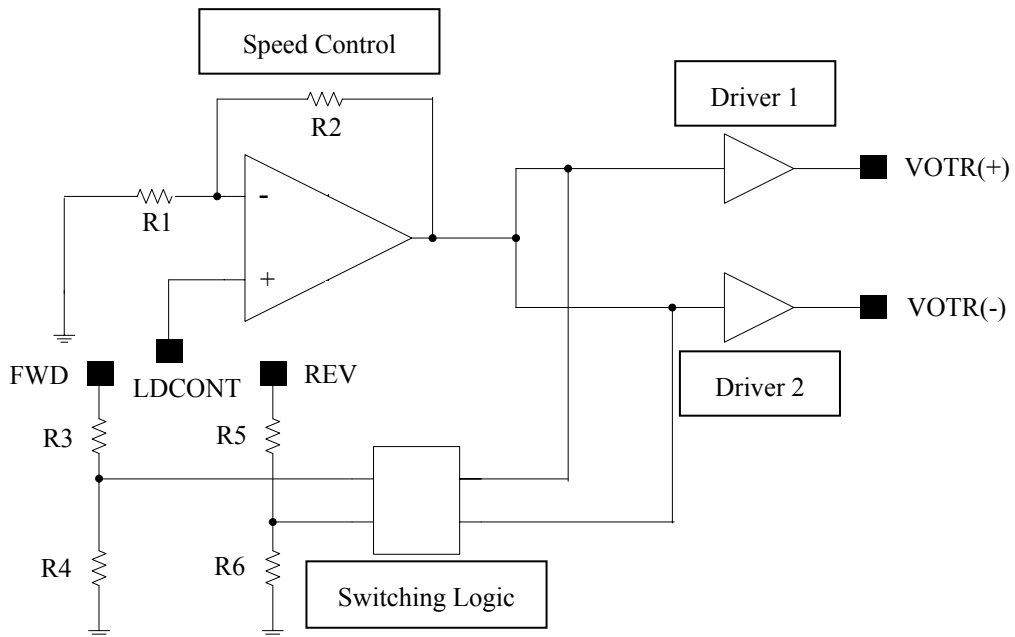 Speed Control
Driver 1
R2
VOTR(+)
-
R1
+
VOTR(-)
FWD
LDCONT
REV
Driver 2
R3
R5
R4
R6
Switching Logic